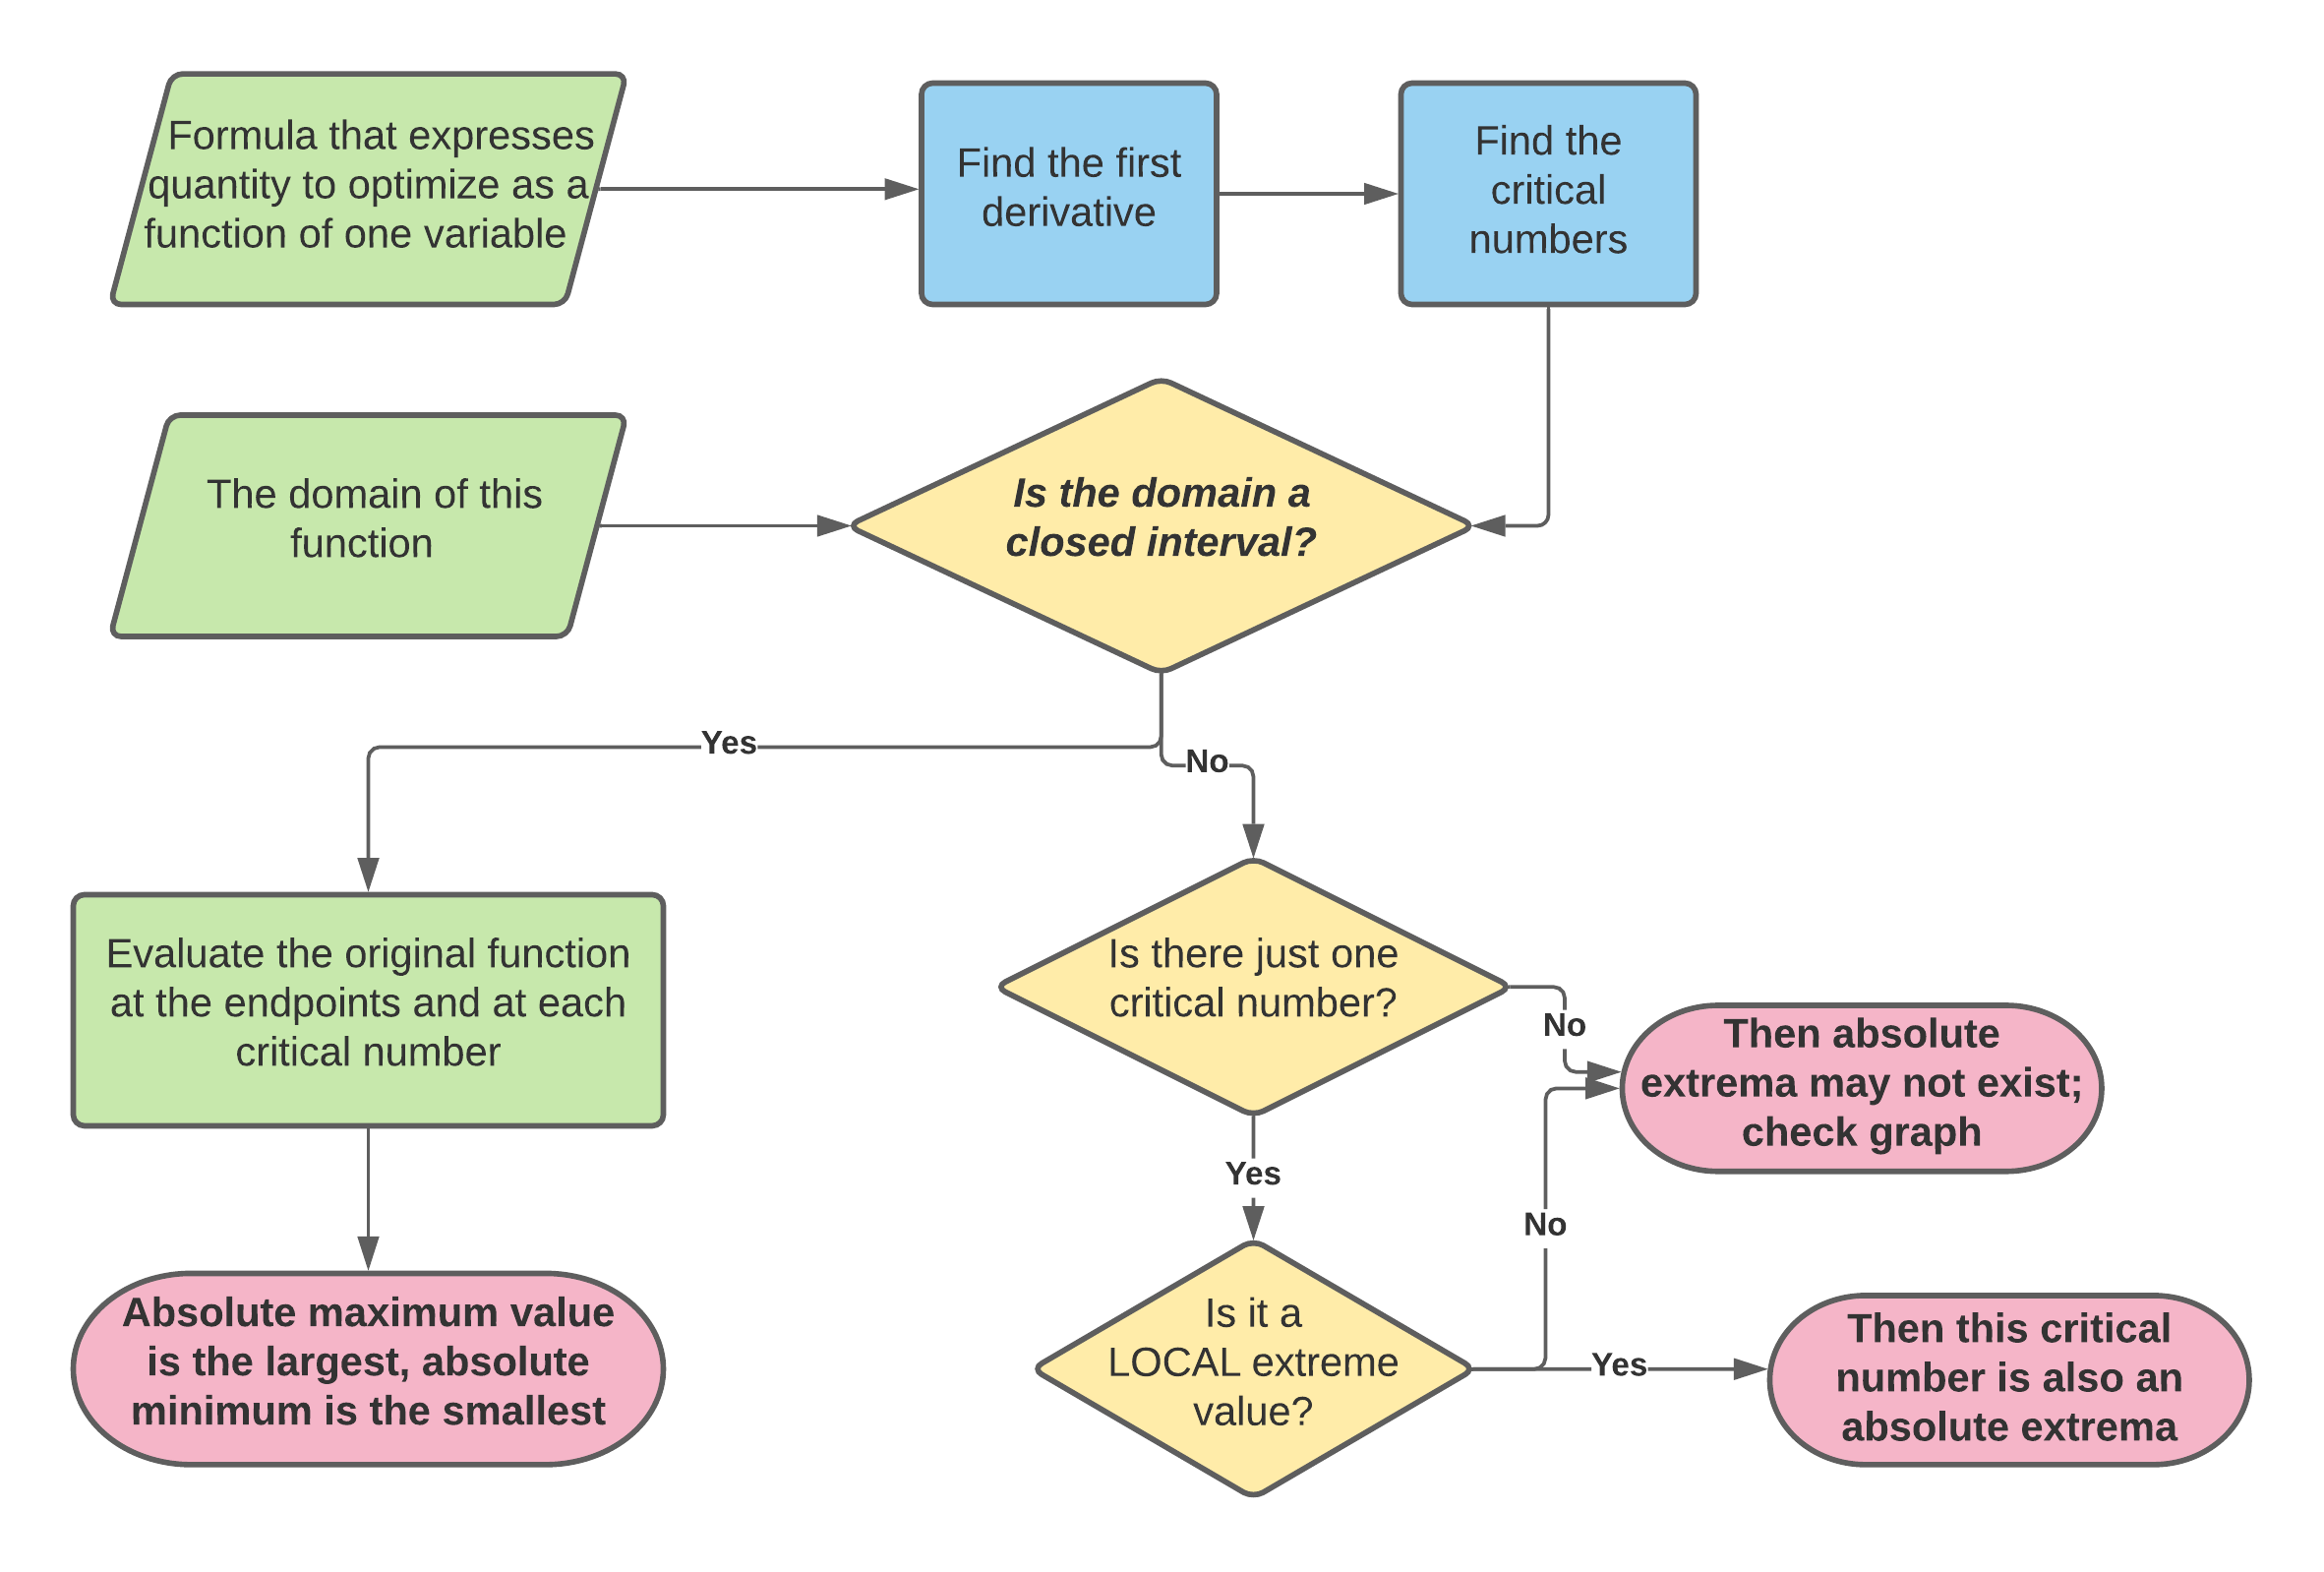 Formula that expresses
quantity to optimize as a
function of one variable
Find the first
derivative
Find the
critical
numbers
The domain of this
function
Is the domain a
closed interval?
Yes
No
Evaluate the original function
at the endpoints and at each
critical number
Is there just one
critical number?
No
Then absolute
extrema may not exist;
check graph
Yes
No
Absolute maximum value
is the largest, absolute
minimum is the smallest
Is it a
LOCAL extreme
value?
Yes
Then this critical
number is also an
absolute extrema